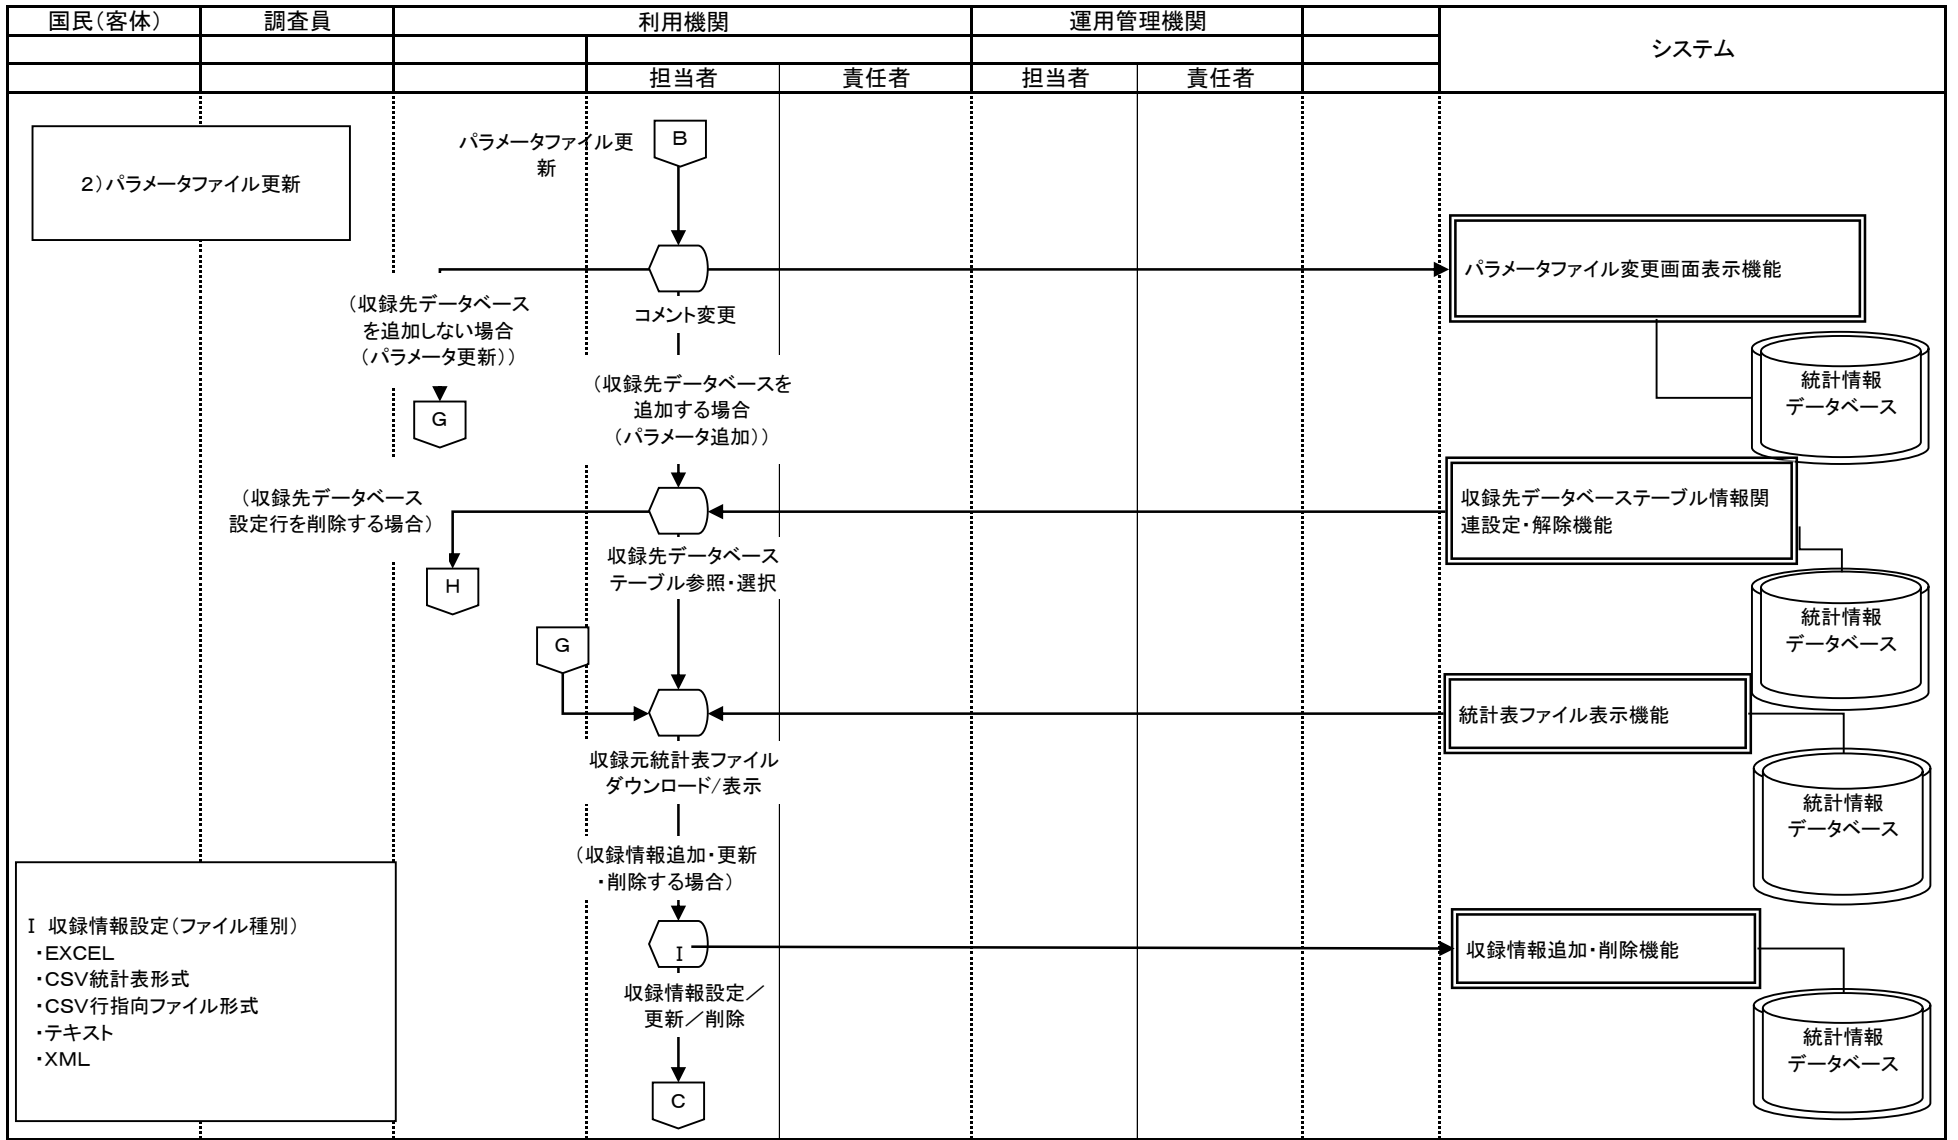 国民(客体)
調査員
利用機関
運用管理機関
システム
担当者
責任者
担当者
責任者
2)パラメータファイル更新
パラメータファイル更
新
B
パラメータファイル変更画面表示機能
コメント変更
(収録先データベース
を追加しない場合
(パラメータ更新))
G
(収録先データベースを
追加する場合
(パラメータ追加))
統計情報
データベース
(収録先データベース
設定行を削除する場合)
H
収録先データベーステーブル情報関
連設定・解除機能
収録先データベース
テーブル参照・選択
統計情報
データベース
G
統計表ファイル表示機能
収録元統計表ファイル
ダウンロード/表示
統計情報
データベース
(収録情報追加・更新
・削除する場合)
I
収録情報追加・削除機能
収録情報設定/
更新/削除
統計情報
データベース
C
I 収録情報設定(ファイル種別)
・EXCEL
・CSV統計表形式
・CSV行指向ファイル形式
・テキスト
・XML